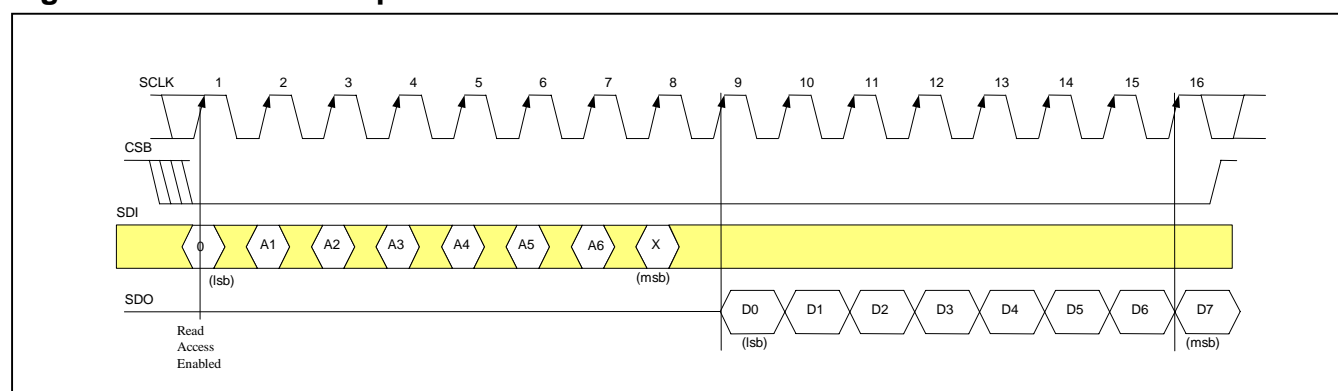 SCLK 1 2 3 4 5 6 7 8 9 10 11 12 13 14 15 16
CSB
SDI
0 A1 A2 A3 A4 A5 A6 X
(lsb) (msb)
SDO
D0 D1 D2 D3 D4 D5 D6 D7
(lsb) (msb)
Read
Access
Enabled